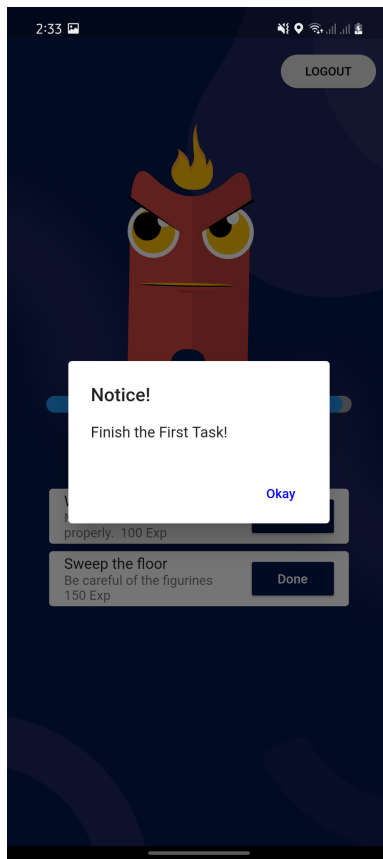 2:33
LOGOUT
Notice!
Finish the First Task!
Okay
properly. 100 Exp
Sweep the floor
Be careful of the figurines
150 Exp
Done